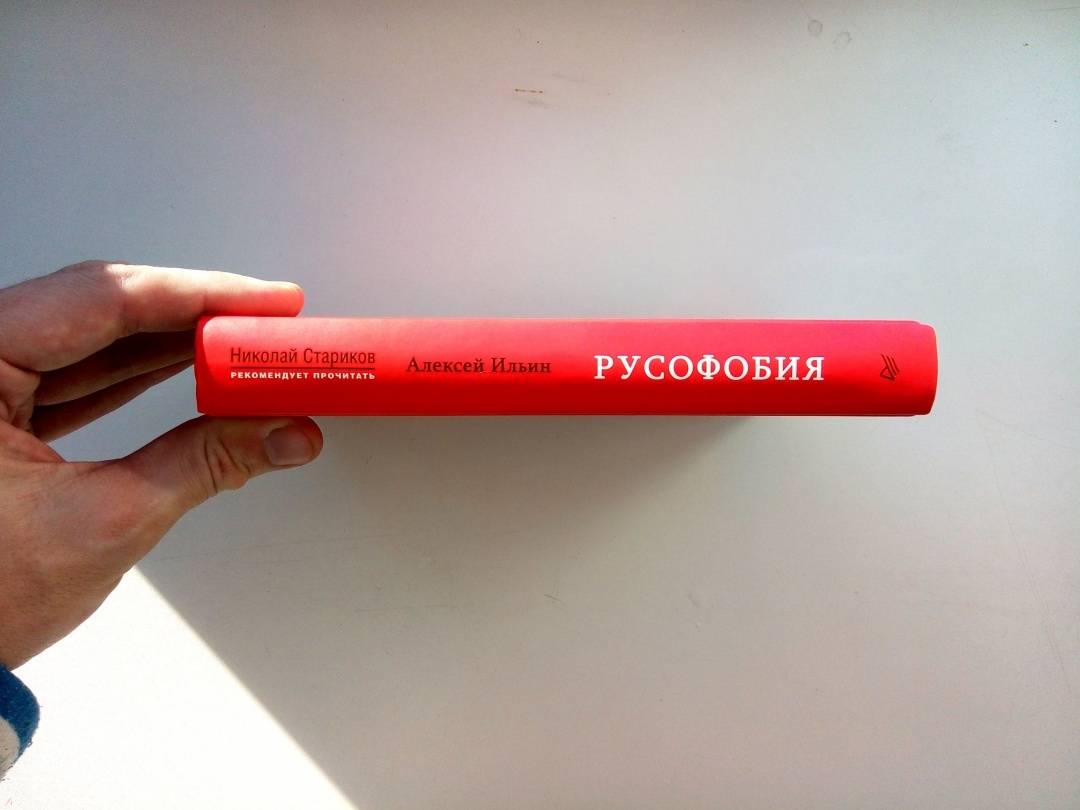 Николай Стариков
РЕКОМЕНДУЕТ ПРОЧИТАТЬ
Алексей Ильин
РУСОФОБИЯ